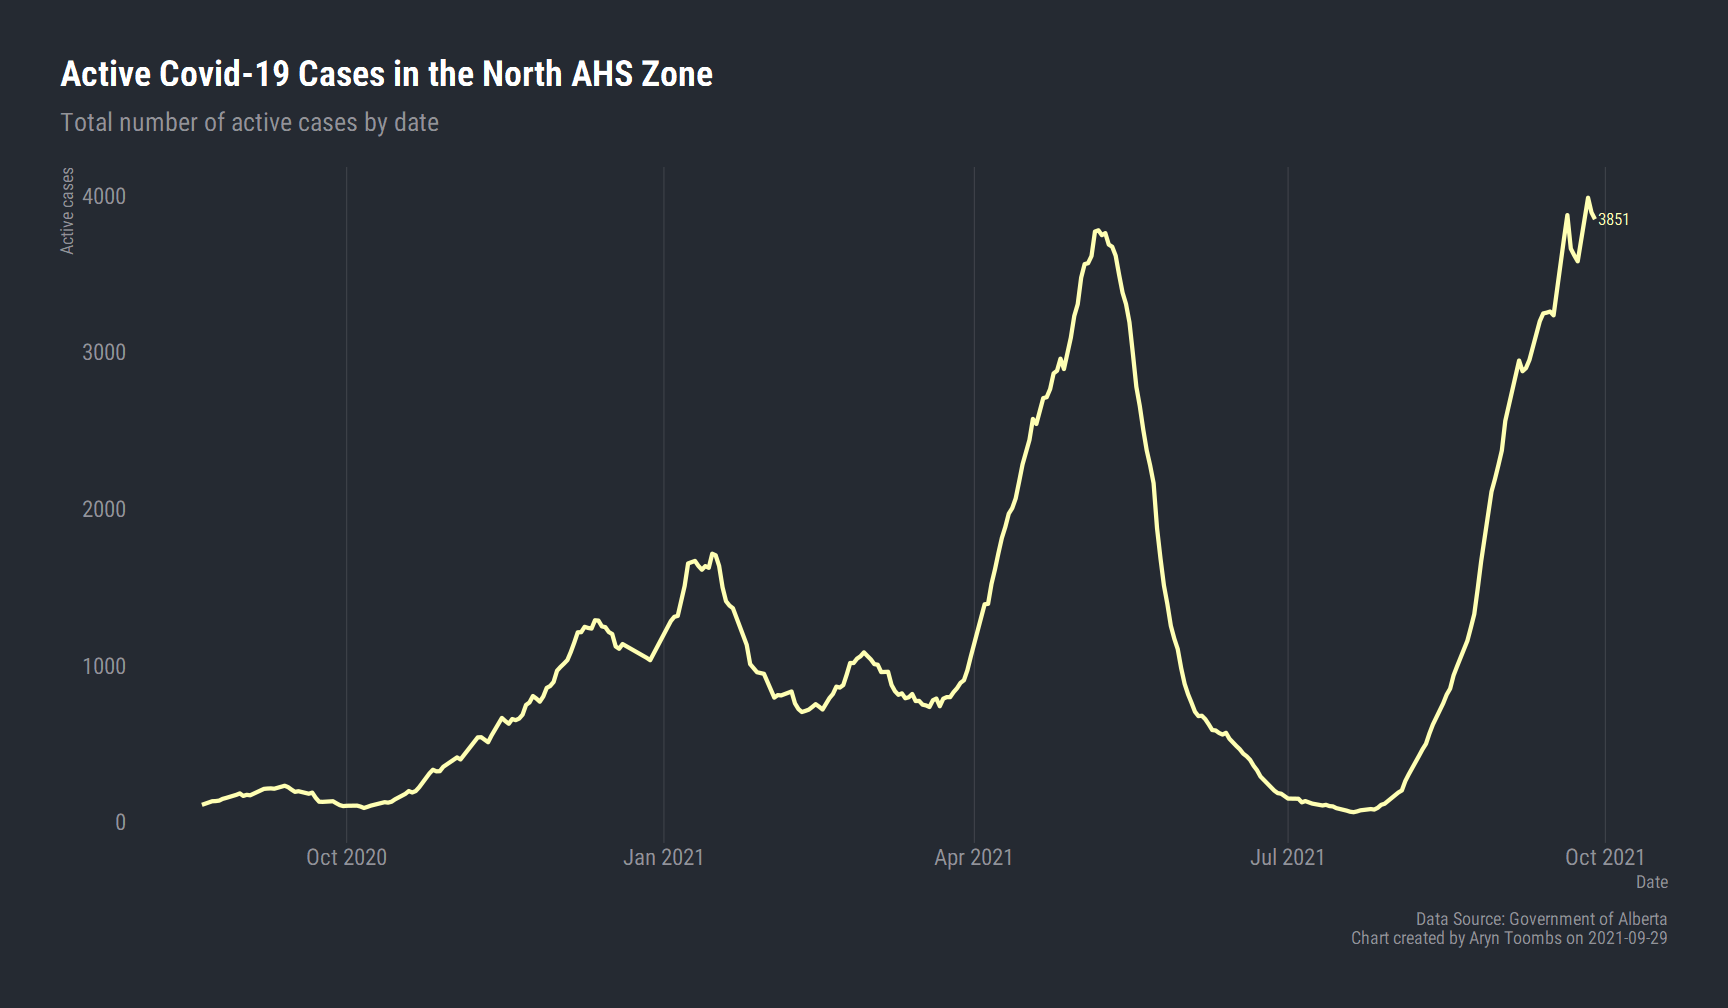 Active Covid-19 Cases in the North AHS Zone
Total number of active cases by date
Active cases
4000
3000
2000
1000
0
3851
Oct 2020
Jan 2021
Apr 2021
Jul 2021
Oct 2021
Date
Data Source: Government of Alberta
Chart created by Aryn Toombs on 2021-09-29